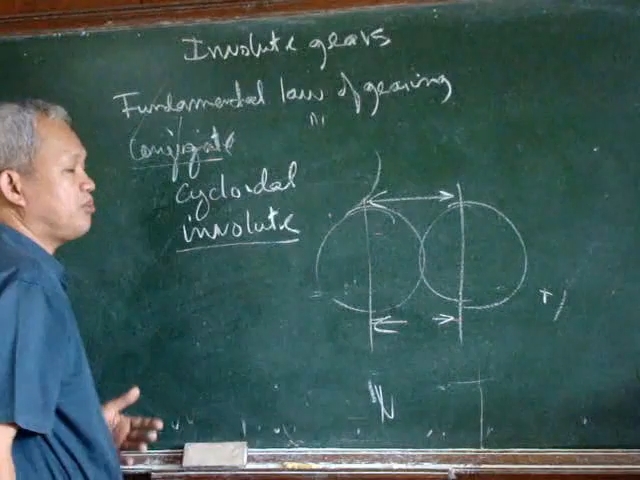 Involute gears
Fundamental law of gearing
Conjugate
cycloidal
involute